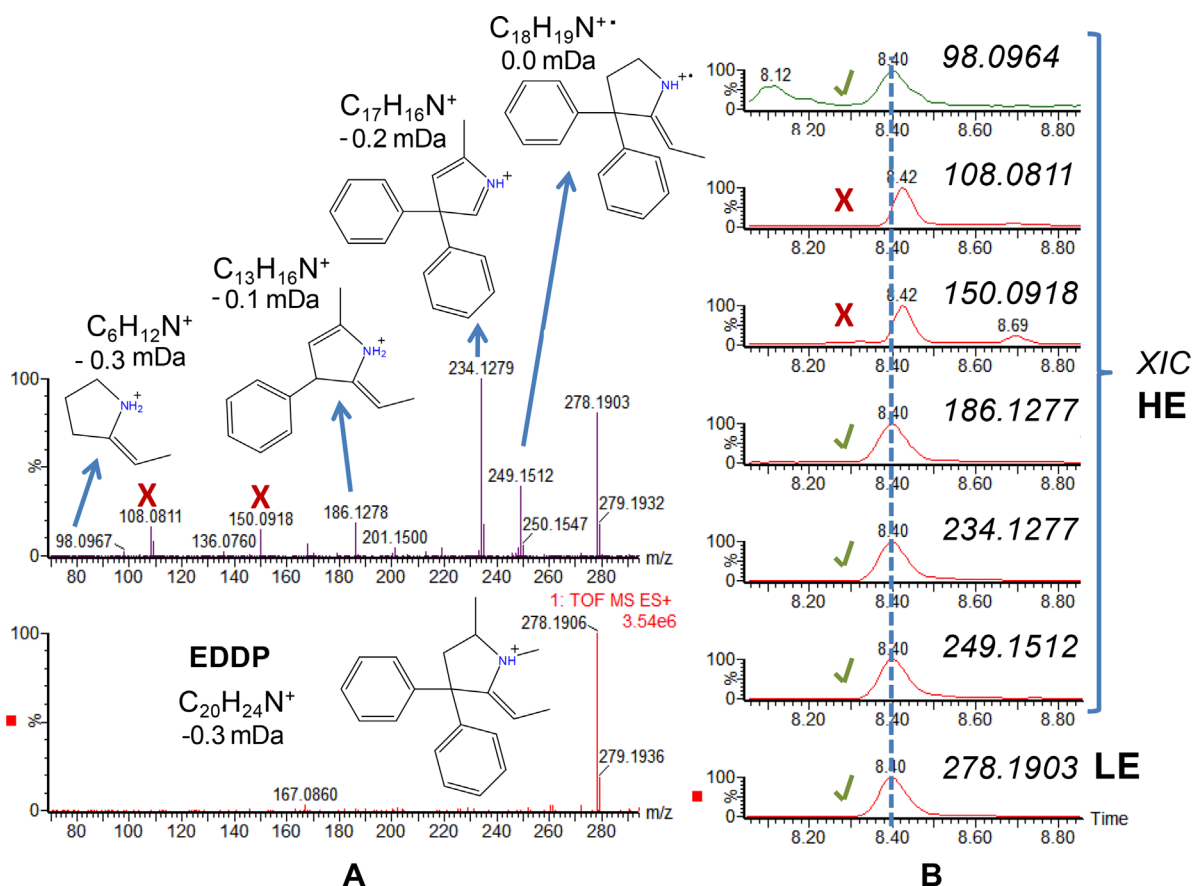 C18H19N+·
0.0 mDa
NH+·
C17H16N+
- 0.2 mDa
NH+
C13H16N+
- 0.1 mDa
NH2+
C6H12N+
- 0.3 mDa
NH2+
100
%
0
234.1279
278.1903
249.1512
279.1932
X
X
108.0811
150.0918
186.1278
250.1547
98.0967
136.0760
201.1500
80 100 120 140 160 180 200 220 240 260 280
m/z
1: TOF MS ES+
3.54e6
278.1906
100
%
0
EDDP
C20H24N+
-0.3 mDa
NH+
279.1936
167.0860
80 100 120 140 160 180 200 220 240 260 280
m/z
A
98.0964
100
%
0
8.12
✓
8.40
8.20 8.40 8.60 8.80
108.0811
100
%
0
X
8.42
8.20 8.40 8.60 8.80
150.0918
100
%
0
X
8.42
8.69
8.20 8.40 8.60 8.80
186.1277
100
%
0
✓
8.40
8.20 8.40 8.60 8.80
234.1277
100
%
0
✓
8.40
8.20 8.40 8.60 8.80
249.1512
100
%
0
✓
8.40
8.20 8.40 8.60 8.80
XIC
HE
278.1903 LE
100
%
0
✓
8.40
Time
8.20 8.40 8.60 8.80
B